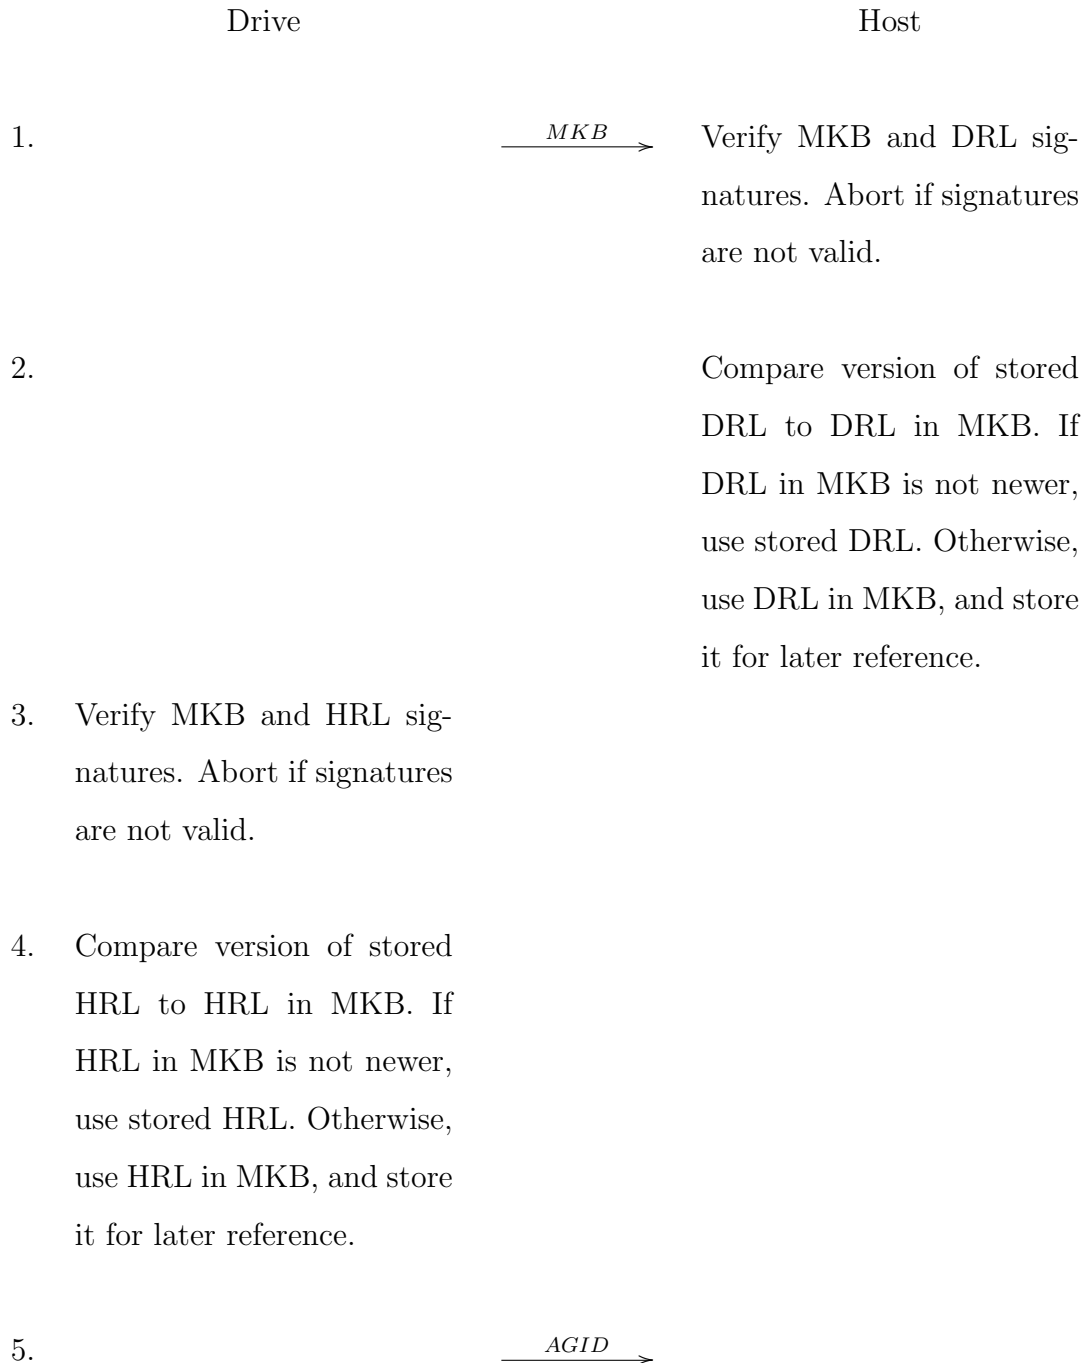 Drive Host
1. MKB Verify MKB and DRL sig-
natures. Abort if signatures
are not valid.
2. Compare version of stored
DRL to DRL in MKB. If
DRL in MKB is not newer,
use stored DRL. Otherwise,
use DRL in MKB, and store
it for later reference.
3. Verify MKB and HRL sig-
natures. Abort if signatures
are not valid.
4. Compare version of stored
HRL to HRL in MKB. If
HRL in MKB is not newer,
use stored HRL. Otherwise,
use HRL in MKB, and store
it for later reference.
5. AGID